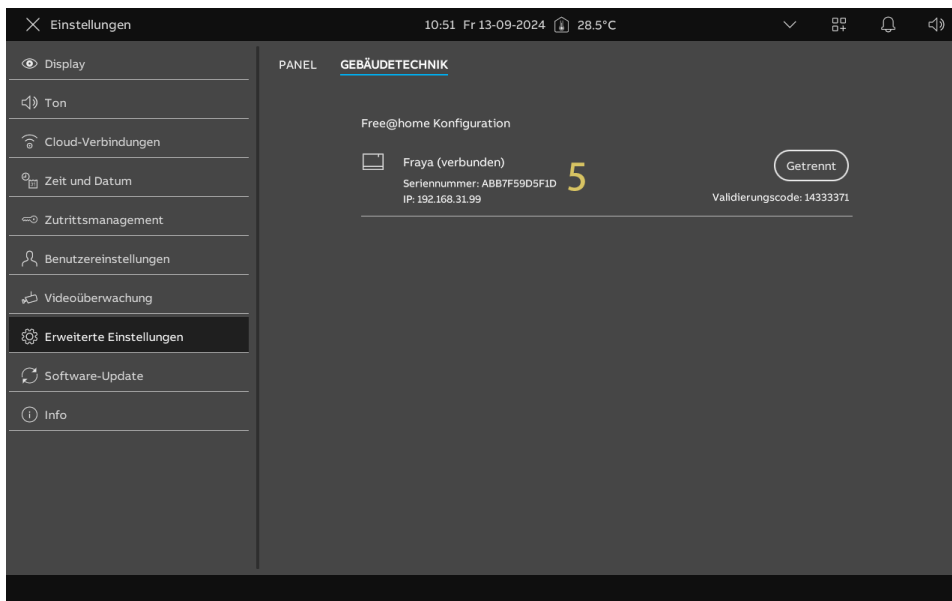 Einstellungen
10:51 Fr 13-09-2024 28.5°C
Display
Ton
Cloud-Verbindungen
Zeit und Datum
Zutrittsmanagement
Benutzereinstellungen
Videoüberwachung
Erweiterte Einstellungen
Software-Update
Info
PANEL GEBÄUDETECHNIK
Free@home Konfiguration
Fraya (verbunden)
Seriennummer: ABB7F59D5F1D
IP: 192.168.31.99
5
Getrennt
Validierungscode: 14333371